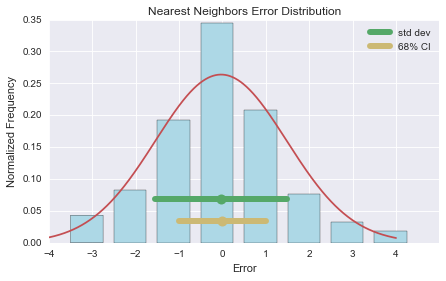 Nearest Neighbors Error Distribution
0.35
0.30
0.25
0.20
0.15
0.10
0.05
0.00
Normalized Frequency
std dev
68% CI
−4 −3 −2 −1 0 1 2 3 4
Error